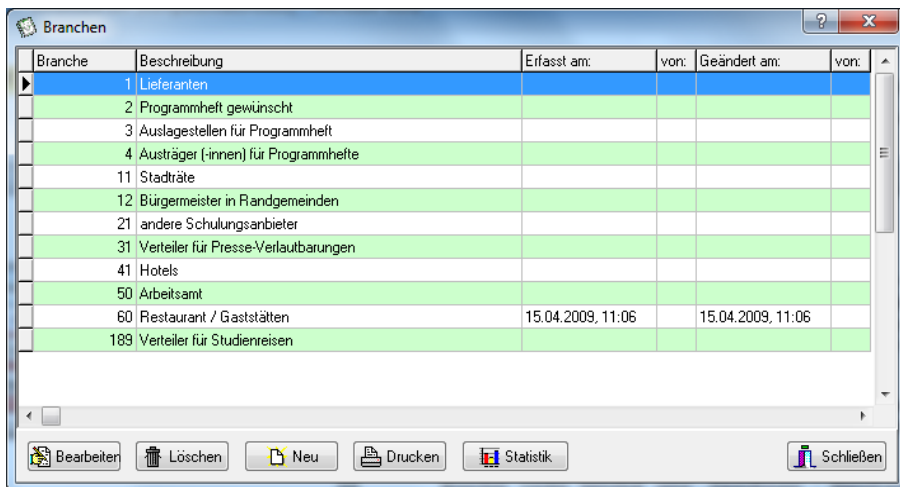 Branchen
Branche Beschreibung Erfasst am: von: Geändert am: von:
1 Lieferanten
2 Programmheft gewünscht
3 Auslagestellen für Programmheft
4 Austräger (-innen) für Programmhefte
11 Stadträte
12 Bürgermeister in Randgemeinden
21 andere Schulungsanbieter
31 Verteiler für Presse-Verlautbarungen
41 Hotels
50 Arbeitsamt
60 Restaurant / Gaststätten 15.04.2009, 11:06 15.04.2009, 11:06
189 Verteiler für Studienreisen
Bearbeiten Löschen Neu Drucken Statistik Schließen